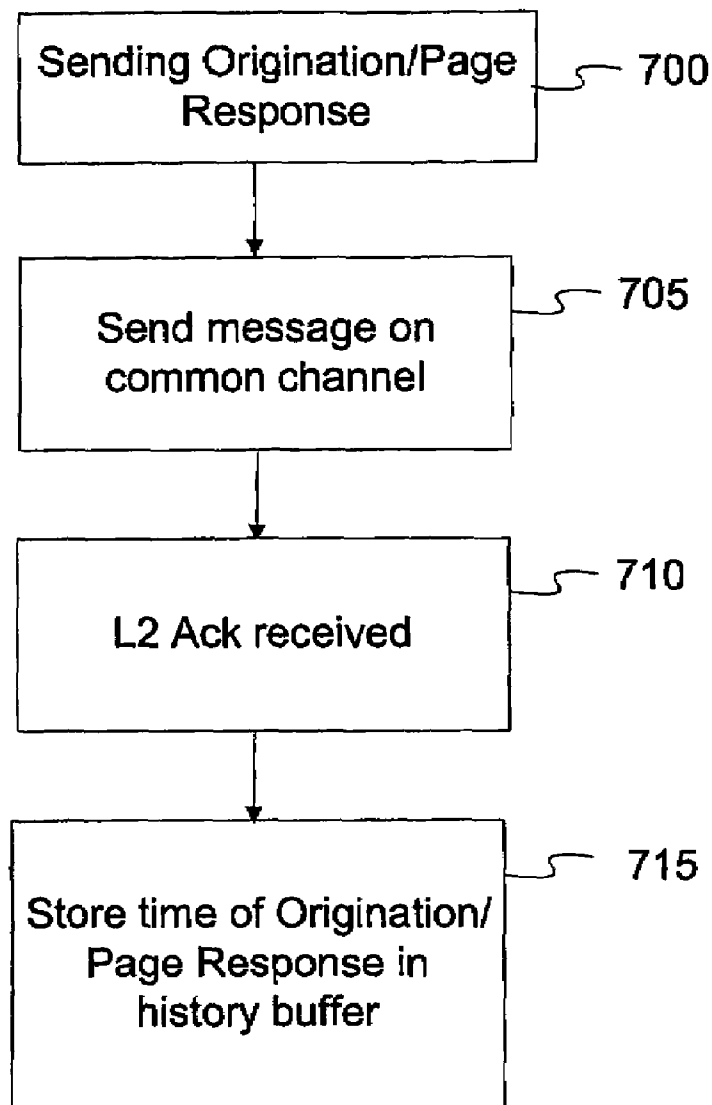 Sending Origination/Page
Response
700
Send message on
common channel
705
L2 Ack received
710
Store time of Origination/
Page Response in
history buffer
715